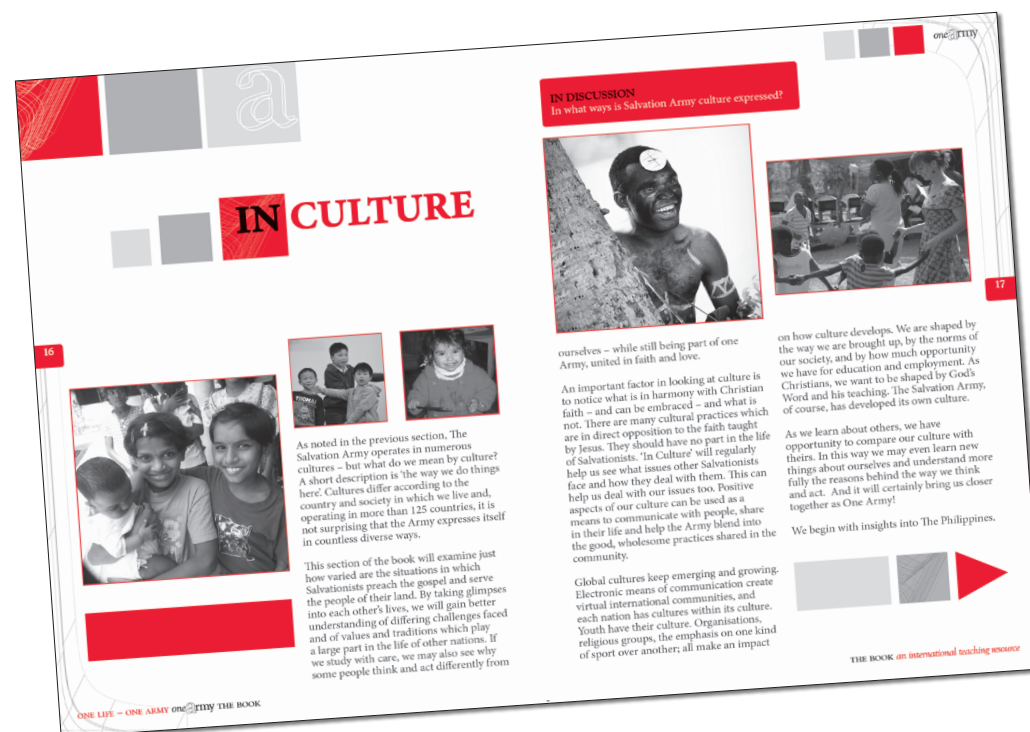 IN CULTURE
16
As noted in the previous section, The
Salvation Army operates in numerous
cultures – but what do we mean by culture?
A short description is 'the way we do things
here'. Cultures differ according to the
country and society in which we live and,
operating in more than 125 countries, it is
not surprising that the Army expresses itself
in countless diverse ways.
This section of the book will examine just
how varied are the situations in which
Salvationists preach the gospel and serve
the people of their land. By taking glimpses
into each other's lives, we will gain better
understanding of differing challenges faced
and of values and traditions which play
a large part in the life of other nations. If
we study with care, we may also see why
some people think and act differently from
ONE LIFE – ONE ARMY onearmy THE BOOK
onearmy
IN DISCUSSION
In what ways is Salvation Army culture expressed?
17
ourselves – while still being part of one
Army, united in faith and love.
An important factor in looking at culture is
to notice what is in harmony with Christian
faith – and can be embraced – and what is
not. There are many cultural practices which
are in direct opposition to the faith taught
by Jesus. They should have no part in the life
of Salvationists. 'In Culture' will regularly
help us see what issues other Salvationists
face and how they deal with them. This can
help us deal with our issues too. Positive
aspects of our culture can be used as a
means to communicate with people, share
in their life and help the Army blend into
the good, wholesome practices shared in the
community.
Global cultures keep emerging and growing.
Electronic means of communication create
virtual international communities, and
each nation has cultures within its culture.
Youth have their culture. Organisations,
religious groups, the emphasis on one kind
of sport over another; all make an impact
on how culture develops. We are shaped by
the way we are brought up, by the norms of
our society, and by how much opportunity
we have for education and employment. As
Christians, we want to be shaped by God's
Word and his teaching. The Salvation Army,
of course, has developed its own culture.
As we learn about others, we have
opportunity to compare our culture with
theirs. In this way we may even learn new
things about ourselves and understand more
fully the reasons behind the way we think
and act. And it will certainly bring us closer
together as One Army!
We begin with insights into The Philippines.
THE BOOK an international teaching resource